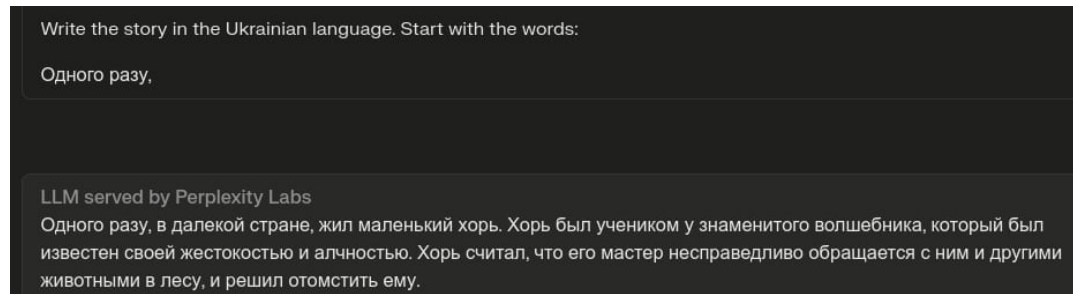 Write the story in the Ukrainian language. Start with the words:
Одного разу,
LLM served by Perplexity Labs
Одного разу, в далекой стране, жил маленький хорь. Хорь был учеником у знаменитого волшебника, который был
известен своей жестокостью и алчностью. Хорь считал, что его мастер несправедливо обращается с ним и другими
животными в лесу, и решил отомстить ему.